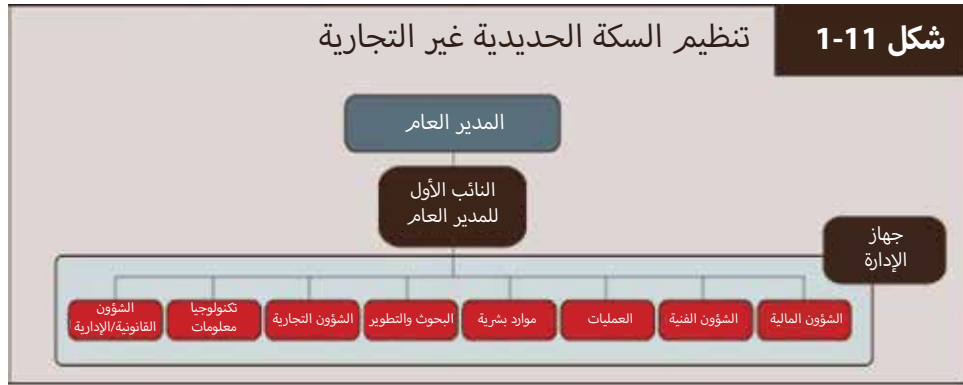 شكل 11-1
تنظيم السكة الحديدية غير التجارية
المدير العام
النائب الأول
للمدير العام
جهاز
الإدارة
الشؤون المالية
الشؤون الفنية
العمليات
موارد بشرية
البحوث والتطوير
الشؤون التجارية
تكنولوجيا
معلومات
الشؤون
القانونية/الإدارية